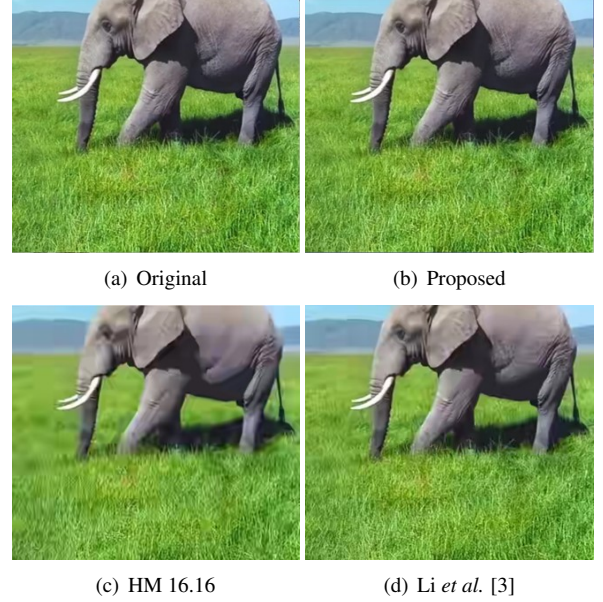 (a) Original
(b) Proposed
(c) HM 16.16
(d) Li et al. [3]